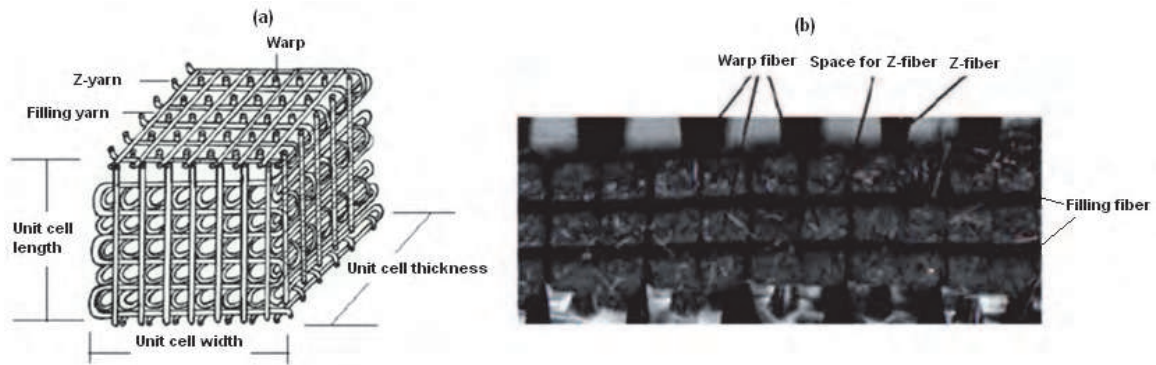 (a)
Warp
Z-yarn
Filling yarn
Unit cell
length
Unit cell thickness
Unit cell width
(b)
Warp fiber
Space for Z-fiber
Z-fiber
Filling fiber